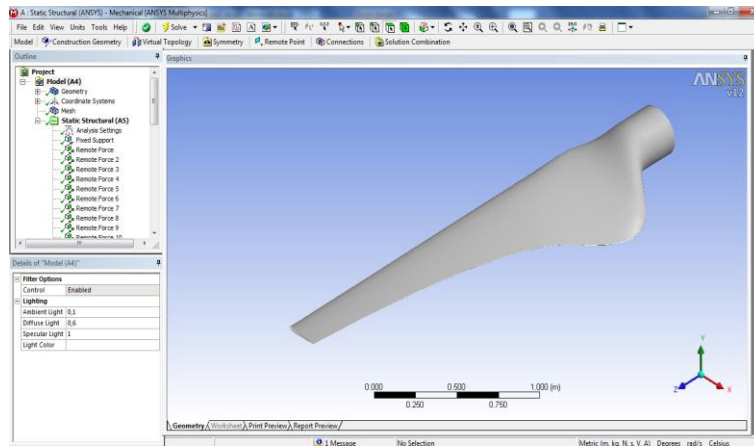 A : Static Structural (ANSYS) - Mechanical [ANSYS Multiphysics]
File Edit View Units Tools Help Solve
Model Construction Geometry Virtual Topology Symmetry Remote Point Connections Solution Combination
Outline
Project
Model (A4)
Geometry
Coordinate Systems
Mesh
Static Structural (A5)
Analysis Settings
Fixed Support
Remote Force
Remote Force 2
Remote Force 3
Remote Force 4
Remote Force 5
Remote Force 6
Remote Force 7
Remote Force 8
Remote Force 9
Remote Force 10
Details of "Model (A4)"
Filter Options
Control Enabled
Lighting
Ambient Light 0,1
Diffuse Light 0,6
Specular Light 1
Light Color
Graphics
ANSYS
v12
0.000 0.500 1.000 (m)
0.250 0.750
Y
Z X
Geometry Worksheet Print Preview Report Preview
1 Message No Selection Metric (m, kg, N, s, V, A) Degrees rad/s Celsius